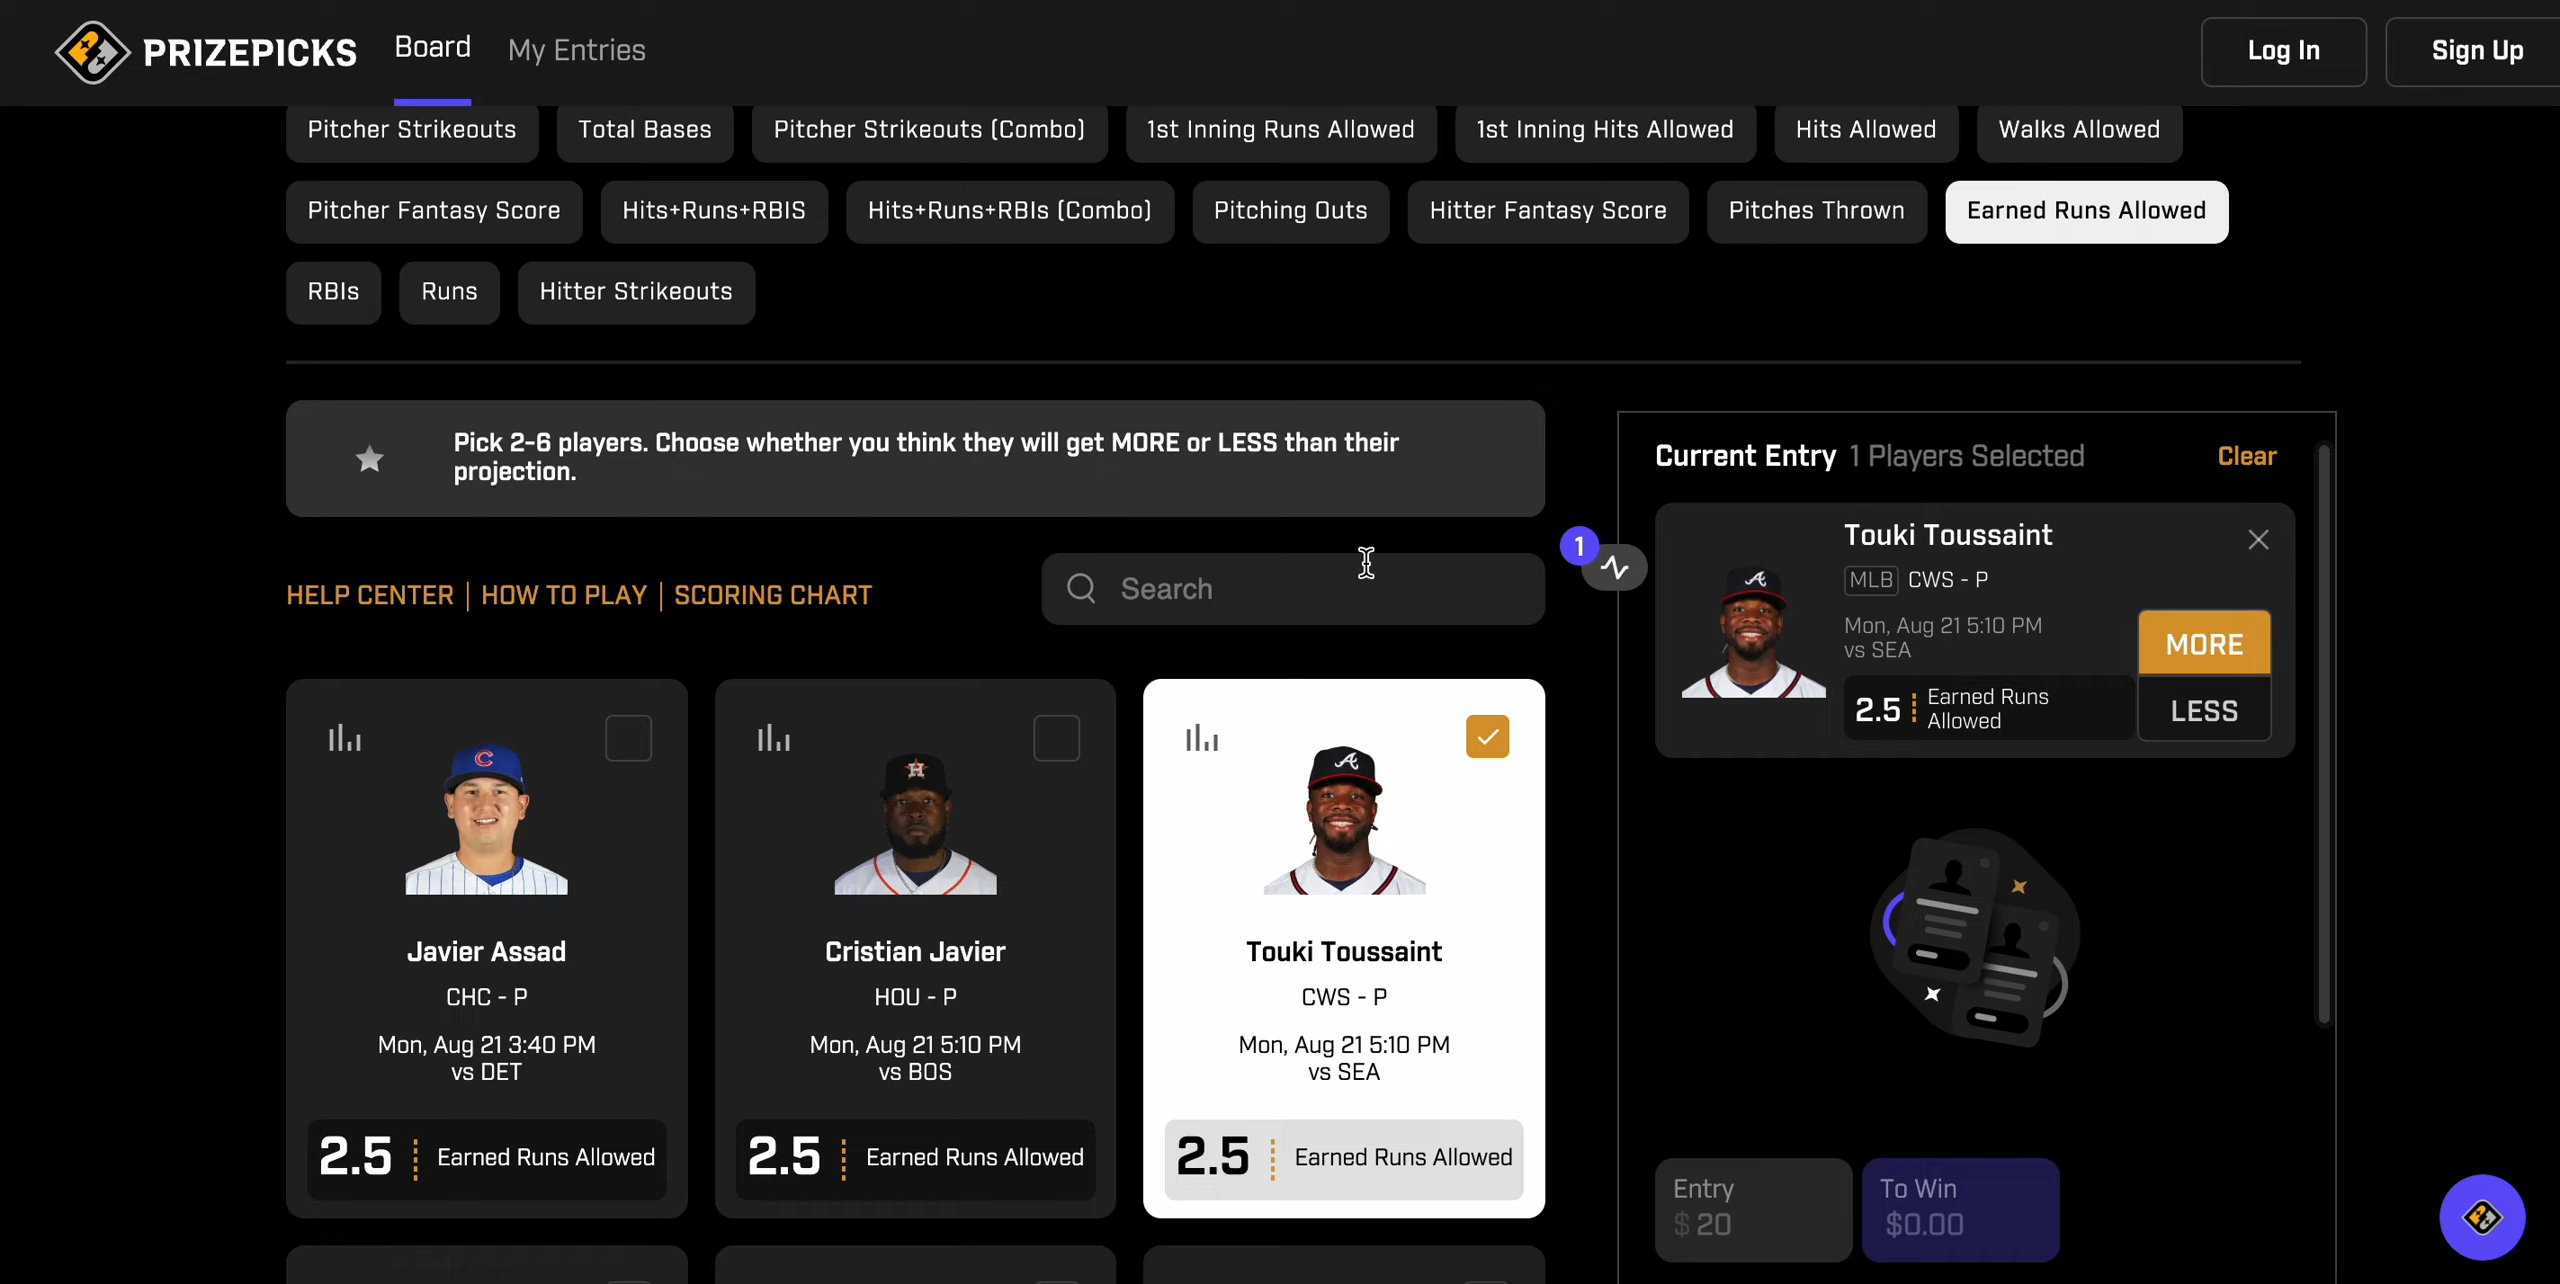 PRIZEPICKS
Board
My Entries
Log In
Sign Up
Pitcher Strikeouts
Total Bases
Pitcher Strikeouts (Combo)
1st Inning Runs Allowed
1st Inning Hits Allowed
Hits Allowed
Walks Allowed
Pitcher Fantasy Score
Hits+Runs+RBIS
Hits+Runs+RBIs (Combo)
Pitching Outs
Hitter Fantasy Score
Pitches Thrown
Earned Runs Allowed
RBIs
Runs
Hitter Strikeouts
Pick 2-6 players. Choose whether you think they will get MORE or LESS than their
projection.
HELP CENTER | HOW TO PLAY | SCORING CHART
Search
Javier Assad
CHC - P
Mon, Aug 21 3:40 PM
vs DET
2.5
Earned Runs Allowed
Cristian Javier
HOU - P
Mon, Aug 21 5:10 PM
vs BOS
2.5
Earned Runs Allowed
Touki Toussaint
CWS - P
Mon, Aug 21 5:10 PM
vs SEA
2.5
Earned Runs Allowed
1
Current Entry 1 Players Selected
Clear
Touki Toussaint
MLB CWS - P
Mon, Aug 21 5:10 PM
vs SEA
2.5
Earned Runs
Allowed
MORE
LESS
Entry
$ 20
To Win
$0.00